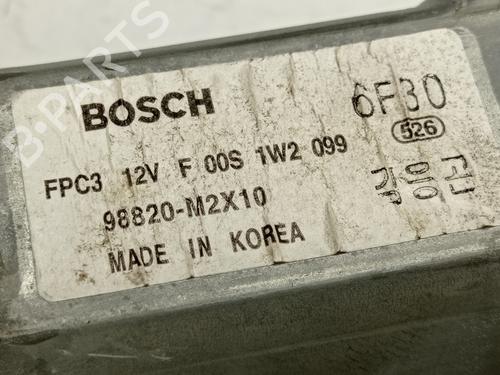 B-PARTS
BOSCH
6F30
526
FPC3 12V F 00S 1W2 099
98820-M2X10
MADE IN KOREA